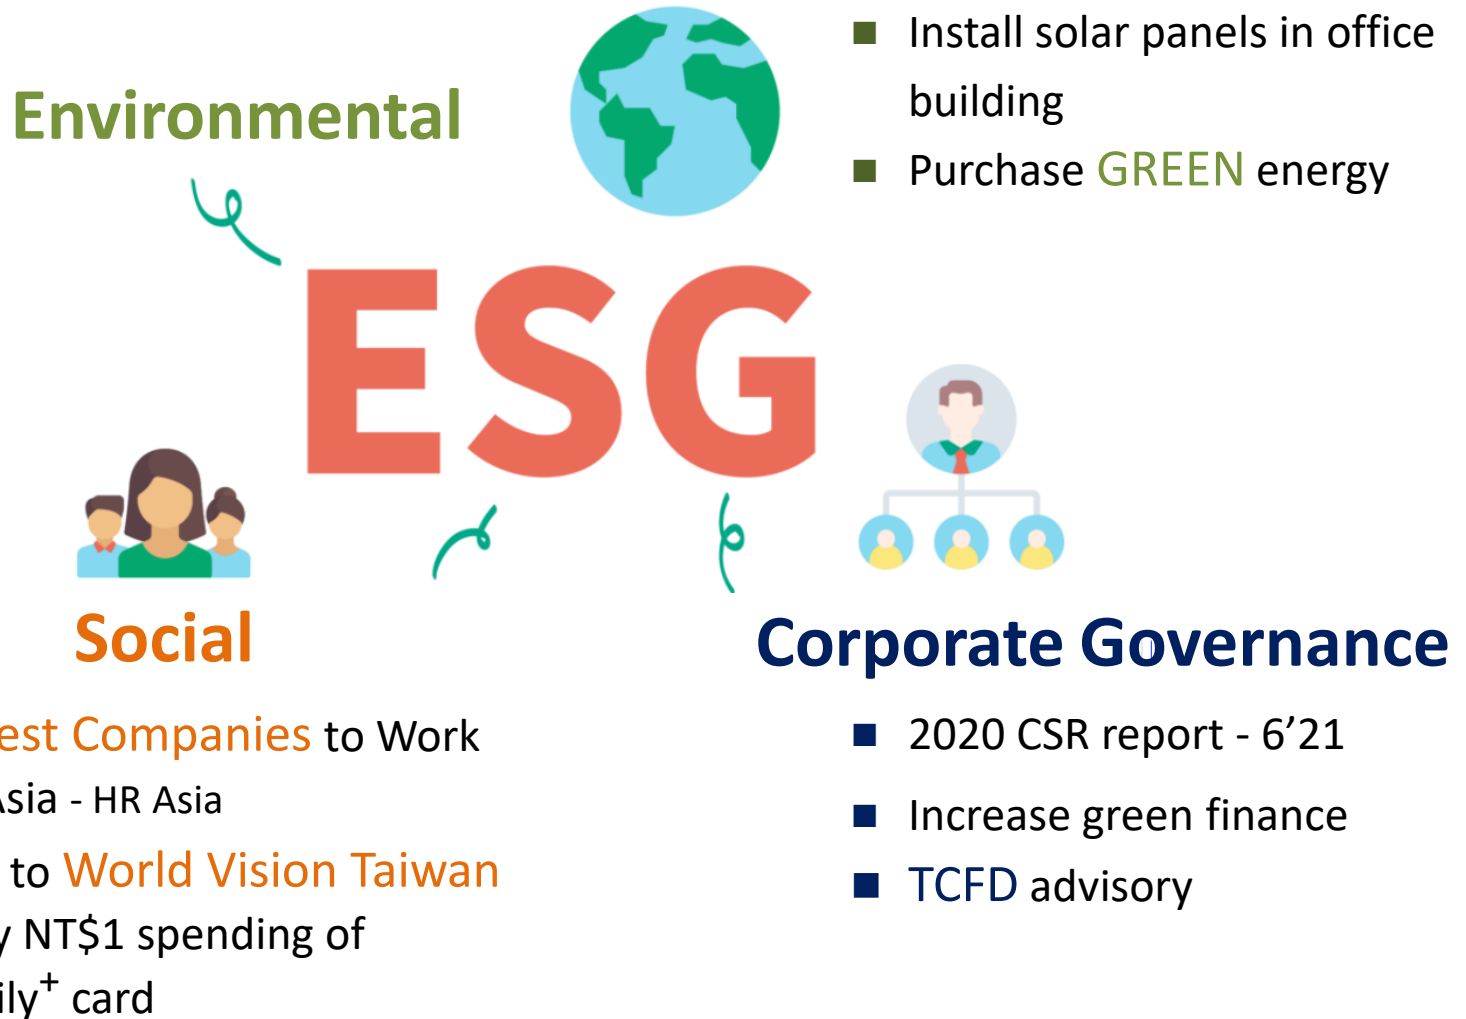 Install solar panels in office
building
Purchase GREEN energy
Environmental
ESG
Social
est Companies to Work
Asia - HR Asia
to World Vision Taiwan
y NT$1 spending of
ily+ card
Corporate Governance
2020 CSR report - 6’21
Increase green finance
TCFD advisory